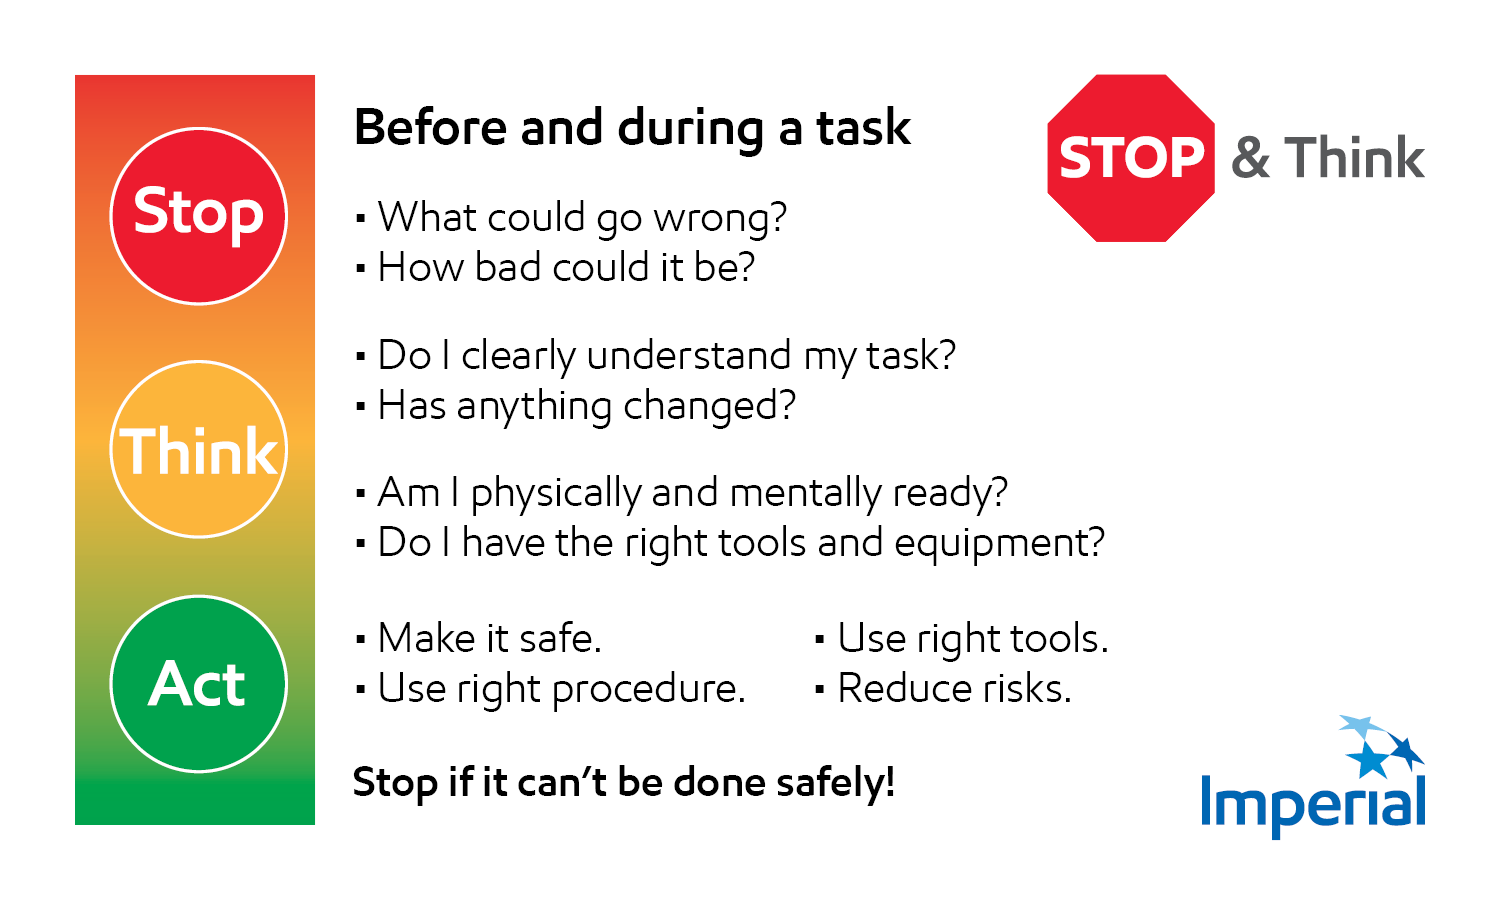 Stop
Think
Act
Before and during a task
▪ What could go wrong?
▪ How bad could it be?
▪ Do I clearly understand my task?
▪ Has anything changed?
▪ Am I physically and mentally ready?
▪ Do I have the right tools and equipment?
▪ Make it safe.
▪ Use right procedure.
▪ Use right tools.
▪ Reduce risks.
Stop if it can’t be done safely!
STOP & Think
Imperial